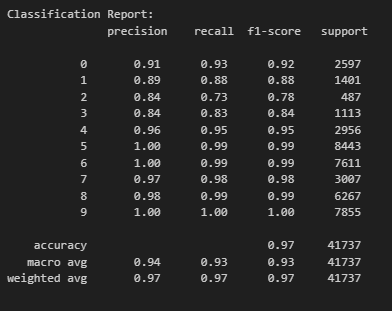 Classification Report:
precision recall f1-score support
0 0.91 0.93 0.92 2597
1 0.89 0.88 0.88 1401
2 0.84 0.73 0.78 487
3 0.84 0.83 0.84 1113
4 0.96 0.95 0.95 2956
5 1.00 0.99 0.99 8443
6 1.00 0.99 0.99 7611
7 0.97 0.98 0.98 3007
8 0.98 0.99 0.99 6267
9 1.00 1.00 1.00 7855
accuracy 0.97 41737
macro avg 0.94 0.93 0.93 41737
weighted avg 0.97 0.97 0.97 41737